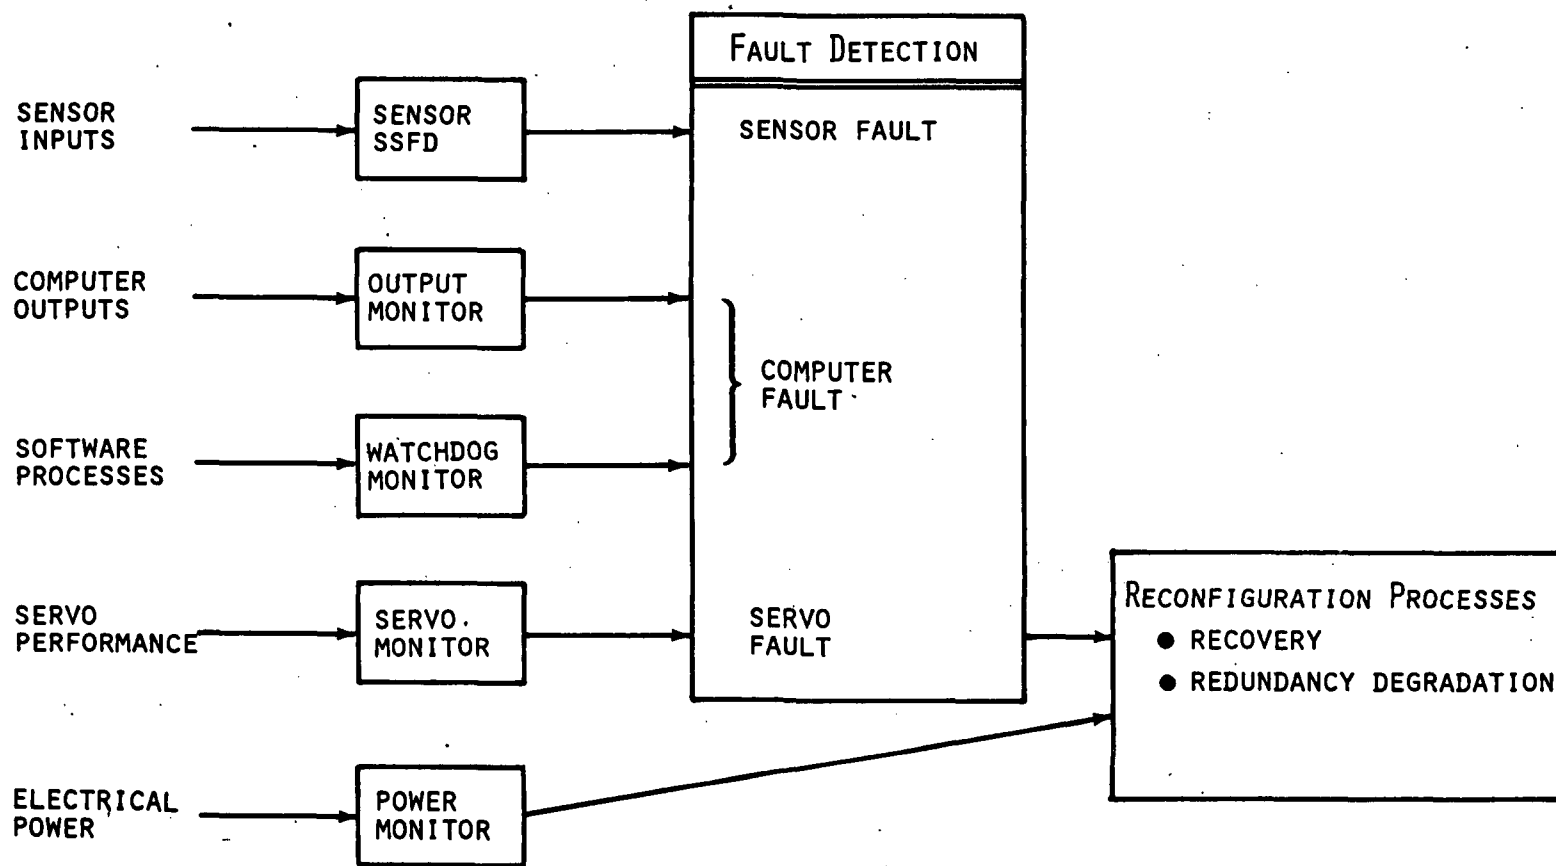 FAULT DETECTION
SENSOR
INPUTS
SENSOR
SSFD
SENSOR FAULT
COMPUTER
OUTPUTS
OUTPUT
MONITOR
COMPUTER
FAULT
SOFTWARE
PROCESSES
WATCHDOG
MONITOR
SERVO
PERFORMANCE
SERVO
MONITOR
SERVO
FAULT
RECONFIGURATION PROCESSES
● RECOVERY
● REDUNDANCY DEGRADATION
ELECTRICAL
POWER
POWER
MONITOR